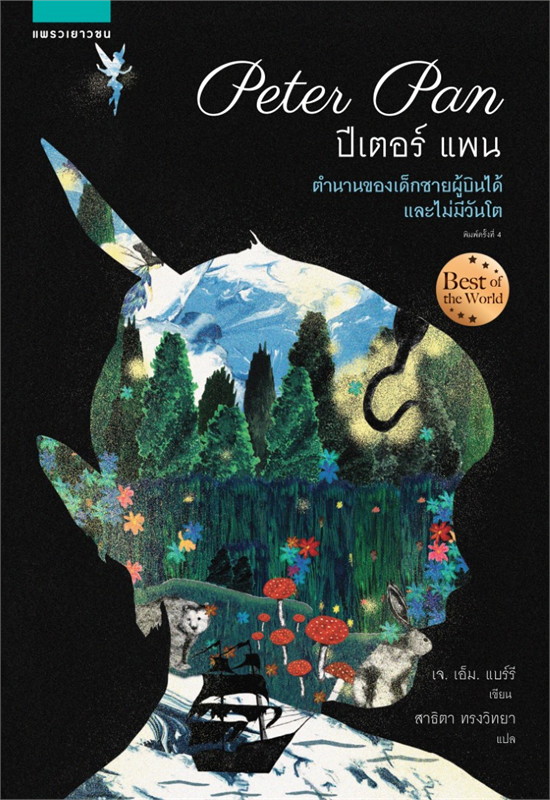 แพรวเยาวชน
Peter Pan
ปีเตอร์ แพน
ตำนานของเด็กชายผู้บินได้
และไม่มีวันโต
พิมพ์ครั้งที่ 4
Best of
the World
เจ. เอ็ม. แบร์รี
เขียน
สาธิตา ทรงวิทยา
แปล